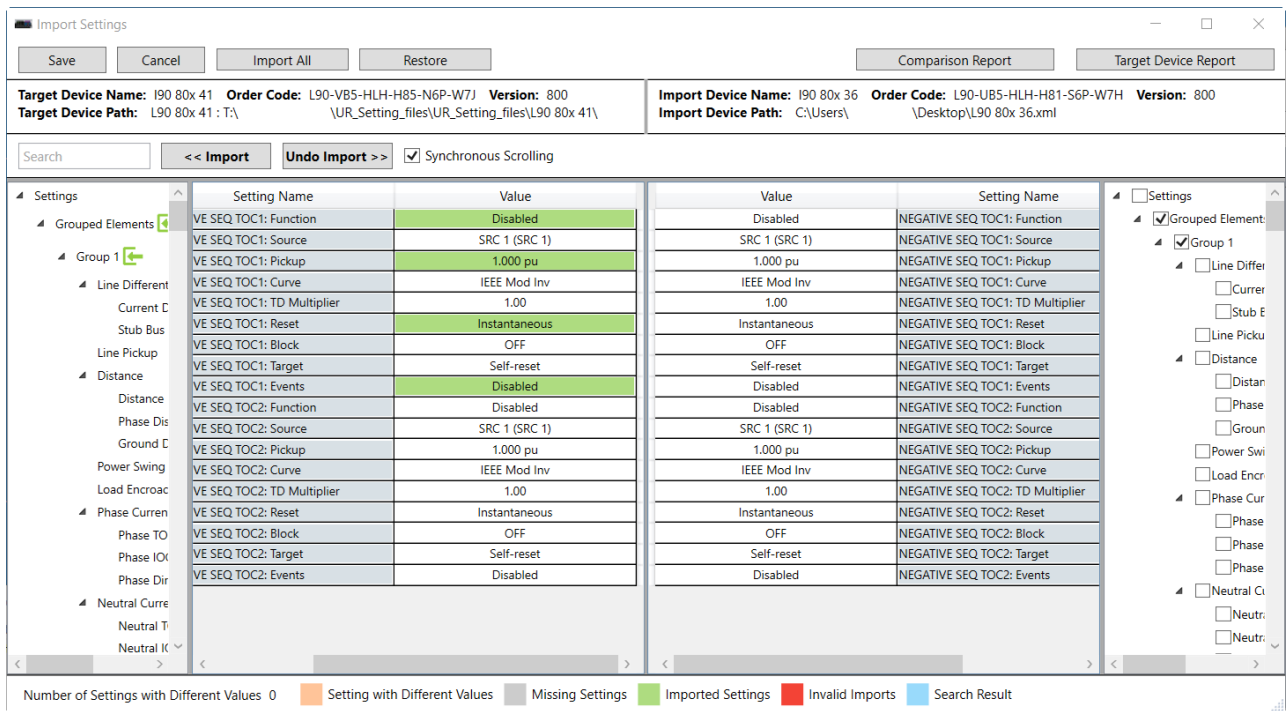 Import Settings
Save Cancel Import All Restore Comparison Report Target Device Report
Target Device Name: l90 80x 41 Order Code: L90-VB5-HLH-H85-N6P-W7J Version: 800
Target Device Path: L90 80x 41 : T:\ \UR_Setting_files\UR_Setting_files\L90 80x 41\
Import Device Name: l90 80x 36 Order Code: L90-UB5-HLH-H81-S6P-W7H Version: 800
Import Device Path: C:\Users\ \Desktop\L90 80x 36.xml
Search << Import Undo Import >> Synchronous Scrolling
Settings
Grouped Elements
Group 1
Line Different
Current D
Stub Bus
Line Pickup
Distance
Distance
Phase Dis
Ground D
Power Swing
Load Encroac
Phase Curren
Phase TO
Phase IO
Phase Dir
Neutral Curre
Neutral T
Neutral I
Setting Name Value Value Setting Name
VE SEQ TOC1: Function Disabled Disabled NEGATIVE SEQ TOC1: Function
VE SEQ TOC1: Source SRC 1 (SRC 1) SRC 1 (SRC 1) NEGATIVE SEQ TOC1: Source
VE SEQ TOC1: Pickup 1.000 pu 1.000 pu NEGATIVE SEQ TOC1: Pickup
VE SEQ TOC1: Curve IEEE Mod Inv IEEE Mod Inv NEGATIVE SEQ TOC1: Curve
VE SEQ TOC1: TD Multiplier 1.00 1.00 NEGATIVE SEQ TOC1: TD Multiplier
VE SEQ TOC1: Reset Instantaneous Instantaneous NEGATIVE SEQ TOC1: Reset
VE SEQ TOC1: Block OFF OFF NEGATIVE SEQ TOC1: Block
VE SEQ TOC1: Target Self-reset Self-reset NEGATIVE SEQ TOC1: Target
VE SEQ TOC1: Events Disabled Disabled NEGATIVE SEQ TOC1: Events
VE SEQ TOC2: Function Disabled Disabled NEGATIVE SEQ TOC2: Function
VE SEQ TOC2: Source SRC 1 (SRC 1) SRC 1 (SRC 1) NEGATIVE SEQ TOC2: Source
VE SEQ TOC2: Pickup 1.000 pu 1.000 pu NEGATIVE SEQ TOC2: Pickup
VE SEQ TOC2: Curve IEEE Mod Inv IEEE Mod Inv NEGATIVE SEQ TOC2: Curve
VE SEQ TOC2: TD Multiplier 1.00 1.00 NEGATIVE SEQ TOC2: TD Multiplier
VE SEQ TOC2: Reset Instantaneous Instantaneous NEGATIVE SEQ TOC2: Reset
VE SEQ TOC2: Block OFF OFF NEGATIVE SEQ TOC2: Block
VE SEQ TOC2: Target Self-reset Self-reset NEGATIVE SEQ TOC2: Target
VE SEQ TOC2: Events Disabled Disabled NEGATIVE SEQ TOC2: Events
Settings
Grouped Element
Group 1
Line Differ
Curren
Stub B
Line Picku
Distance
Distan
Phase
Groun
Power Swi
Load Encr
Phase Cur
Phase
Phase
Phase
Neutral Cu
Neutr
Neutr
Number of Settings with Different Values 0 Setting with Different Values Missing Settings Imported Settings Invalid Imports Search Result